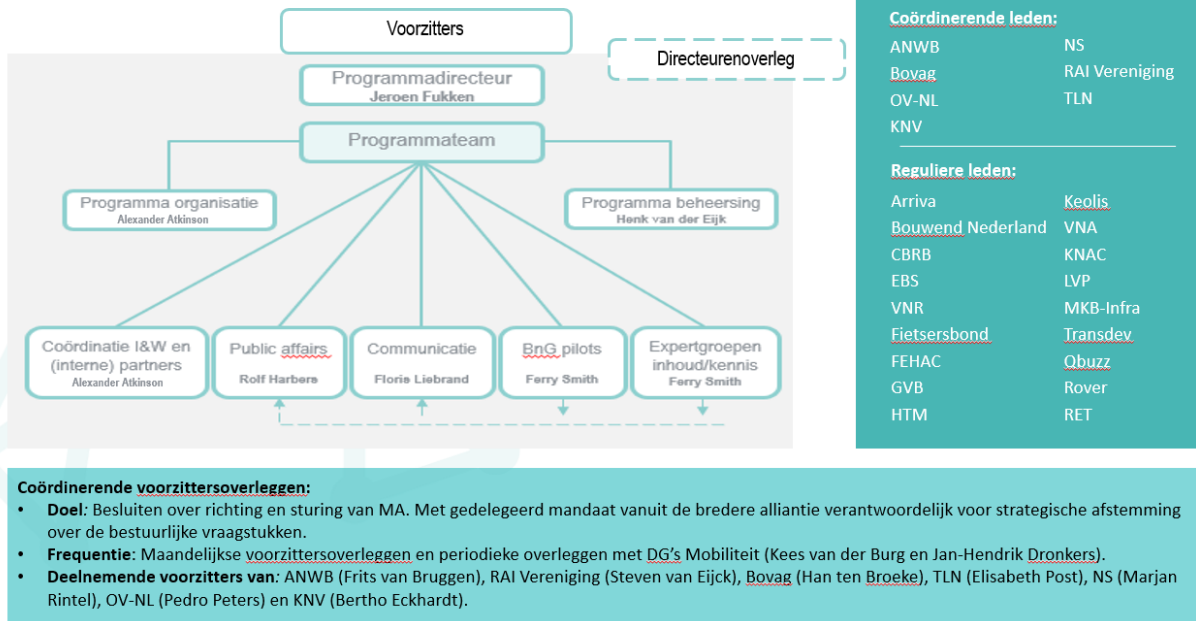 Voorzitters
Directeurenoverleg
Programmadirecteur
Jeroen Fukken
Programmateam
Programma organisatie
Alexander Atkinson
Programma beheersing
Henk van der Eijk
Coördinatie I&W en
(interne) partners
Alexander Atkinson
Public affairs
Rolf Harbers
Communicatie
Floris Liebrand
BnG pilots
Ferry Smith
Expertgroepen
inhoud/kennis
Ferry Smith
Coördinerende leden:
ANWB
Bovag
OV-NL
KNV
NS
RAI Vereniging
TLN
Reguliere leden:
Arriva
Bouwend Nederland
CBRB
EBS
VNR
Fietsersbond
FEHAC
GVB
HTM
Keolis
VNA
KNAC
LVP
MKB-Infra
Transdev
Qbuzz
Rover
RET
Coördinerende voorzittersoverleggen:
• Doel: Besluiten over richting en sturing van MA. Met gedelegeerd mandaat vanuit de bredere alliantie verantwoordelijk voor strategische afstemming
over de bestuurlijke vraagstukken.
• Frequentie: Maandelijkse voorzittersoverleggen en periodieke overleggen met DG's Mobiliteit (Kees van der Burg en Jan-Hendrik Dronkers).
• Deelnemende voorzitters van: ANWB (Frits van Bruggen), RAI Vereniging (Steven van Eijck), Bovag (Han ten Broeke), TLN (Elisabeth Post), NS (Marjan
Rintel), OV-NL (Pedro Peters) en KNV (Bertho Eckhardt).